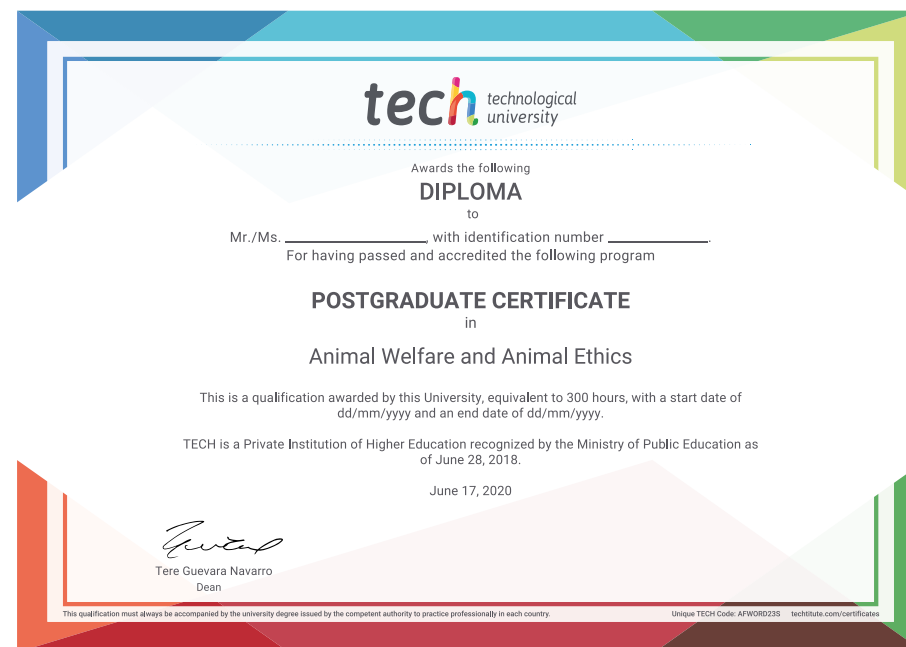 tech technological
university
Awards the following
DIPLOMA
to
Mr./Ms. ____________________, with identification number ______________.
For having passed and accredited the following program
POSTGRADUATE CERTIFICATE
in
Animal Welfare and Animal Ethics
This is a qualification awarded by this University, equivalent to 300 hours, with a start date of
dd/mm/yyyy and an end date of dd/mm/yyyy.
TECH is a Private Institution of Higher Education recognized by the Ministry of Public Education as
of June 28, 2018.
June 17, 2020
Tere Guevara Navarro
Dean
This qualification must always be accompanied by the university degree issued by the competent authority to practice professionally in each country. Unique TECH Code: AFWORD23S techtitute.com/certificates